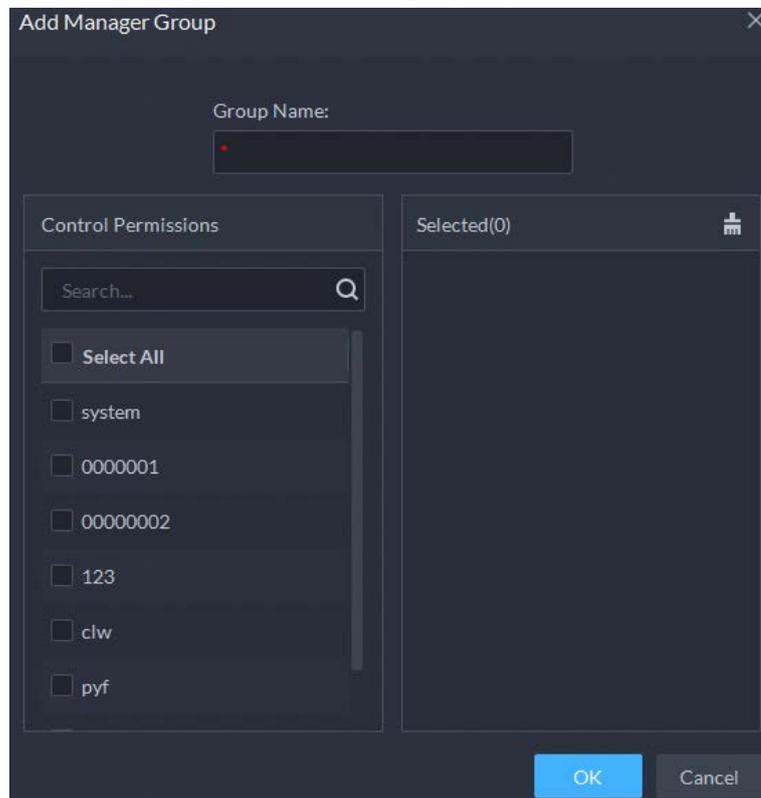 Add Manager Group
Group Name:
*
Control Permissions
Selected(0)
Search...
Select All
system
0000001
00000002
123
clw
pyf
OK
Cancel